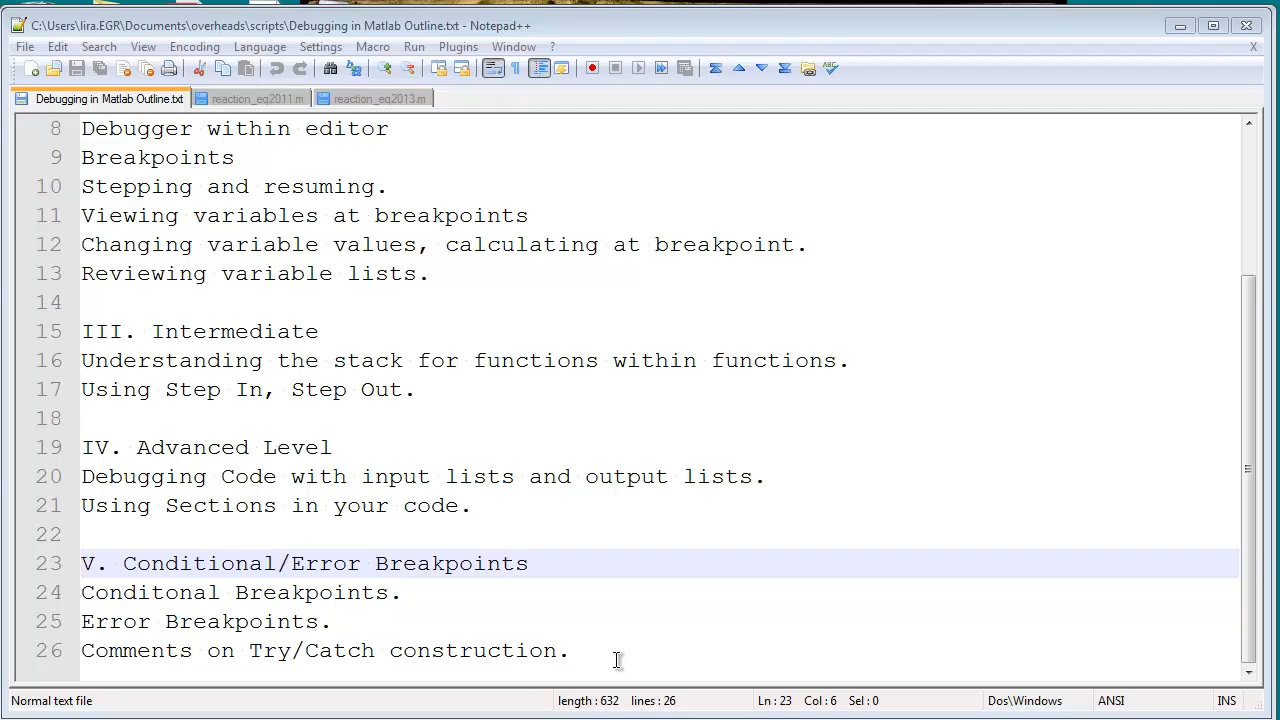 C:\Users\lira.EGR\Documents\overheads\scripts\Debugging in Matlab Outline.txt - Notepad++
File Edit Search View Encoding Language Settings Macro Run Plugins Window ? X
Debugging in Matlab Outline.txt reaction_eq2011.m reaction_eq2013.m
8 Debugger within editor
9 Breakpoints
10 Stepping and resuming.
11 Viewing variables at breakpoints
12 Changing variable values, calculating at breakpoint.
13 Reviewing variable lists.
14
15 III. Intermediate
16 Understanding the stack for functions within functions.
17 Using Step In, Step Out.
18
19 IV. Advanced Level
20 Debugging Code with input lists and output lists.
21 Using Sections in your code.
22
23 V. Conditional/Error Breakpoints
24 Conditonal Breakpoints.
25 Error Breakpoints.
26 Comments on Try/Catch construction.
Normal text file length : 632 lines : 26 Ln : 23 Col : 6 Sel : 0 Dos\Windows ANSI INS